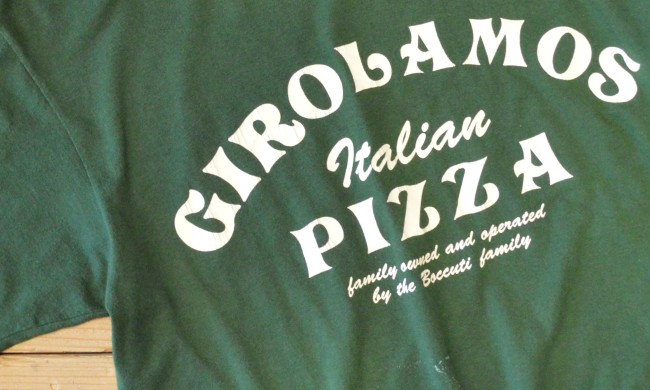 GIROLAMOS
Italian
PIZZA
family owned and operated
by the Boccuti family